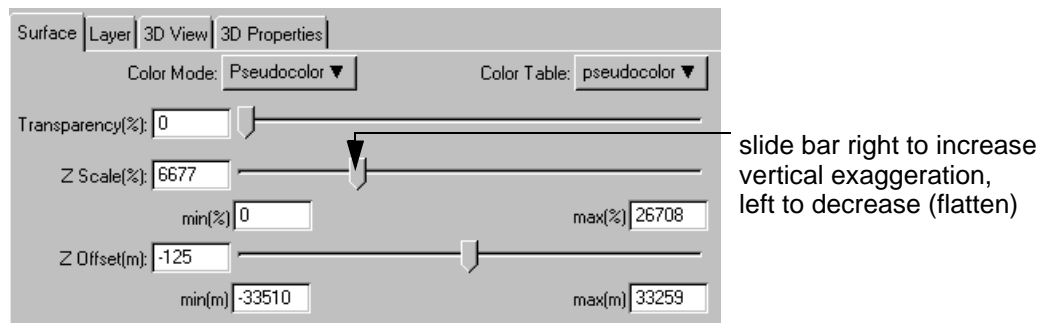 Surface Layer 3D View 3D Properties
Color Mode: Pseudocolor ▼ Color Table: pseudocolor ▼
Transparency(%): 0
Z Scale(%): 6677
min(%) 0 max(%) 26708
Z Offset(m): -125
min(m) -33510 max(m) 33259
slide bar right to increase
vertical exaggeration,
left to decrease (flatten)